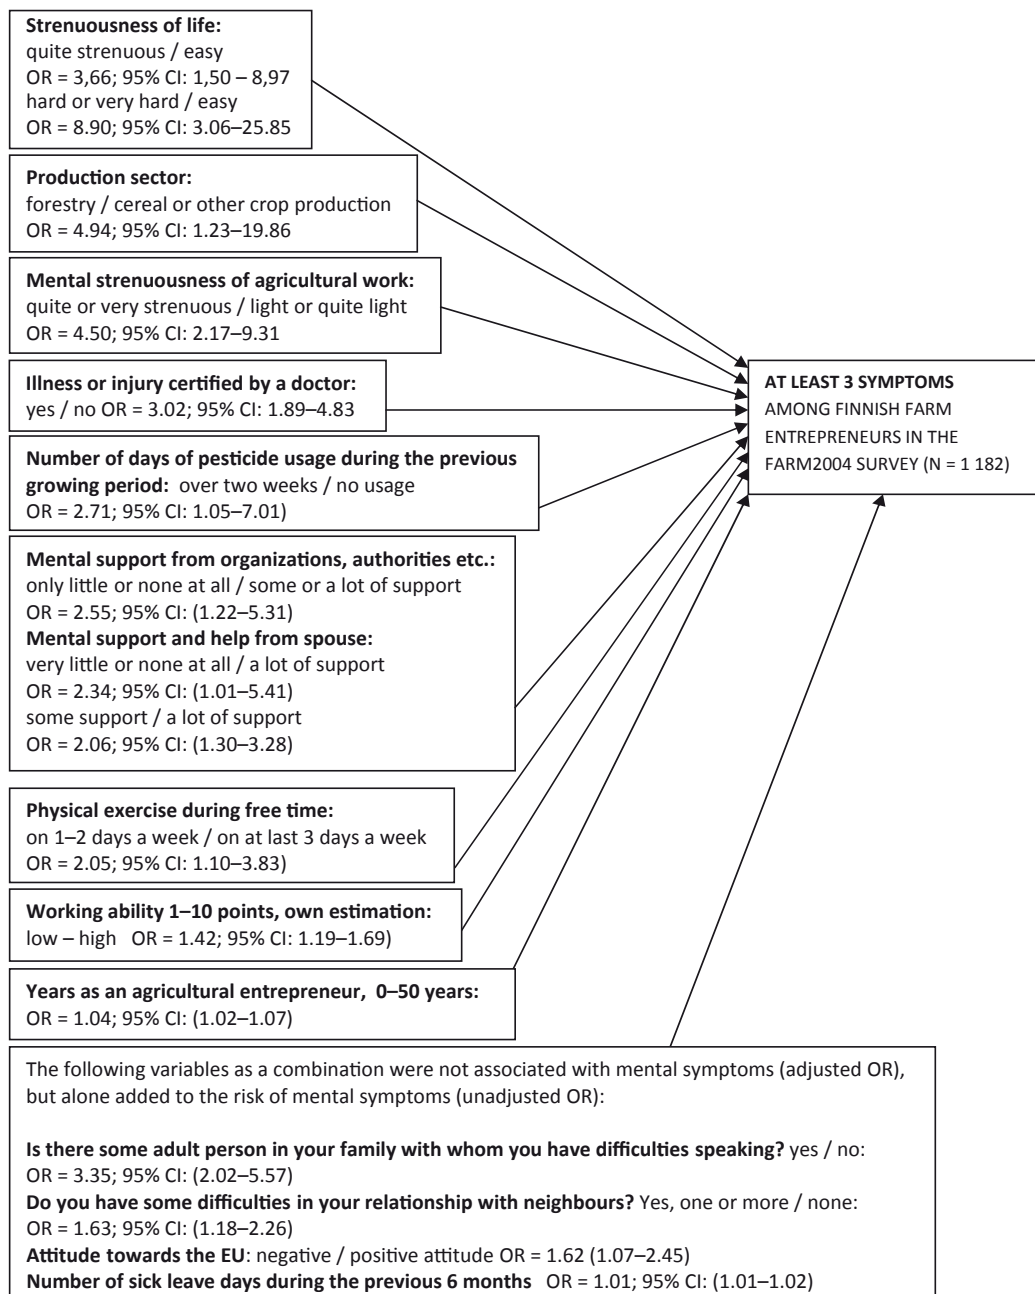 Strenuousness of life:
quite strenuous / easy
OR = 3,66; 95% CI: 1,50 – 8,97
hard or very hard / easy
OR = 8.90; 95% CI: 3.06–25.85
Production sector:
forestry / cereal or other crop production
OR = 4.94; 95% CI: 1.23–19.86
Mental strenuousness of agricultural work:
quite or very strenuous / light or quite light
OR = 4.50; 95% CI: 2.17–9.31
Illness or injury certified by a doctor:
yes / no OR = 3.02; 95% CI: 1.89–4.83
Number of days of pesticide usage during the previous
growing period: over two weeks / no usage
OR = 2.71; 95% CI: 1.05–7.01)
Mental support from organizations, authorities etc.:
only little or none at all / some or a lot of support
OR = 2.55; 95% CI: (1.22–5.31)
Mental support and help from spouse:
very little or none at all / a lot of support
OR = 2.34; 95% CI: (1.01–5.41)
some support / a lot of support
OR = 2.06; 95% CI: (1.30–3.28)
Physical exercise during free time:
on 1–2 days a week / on at last 3 days a week
OR = 2.05; 95% CI: 1.10–3.83)
Working ability 1–10 points, own estimation:
low – high OR = 1.42; 95% CI: 1.19–1.69)
Years as an agricultural entrepreneur, 0–50 years:
OR = 1.04; 95% CI: (1.02–1.07)
AT LEAST 3 SYMPTOMS
AMONG FINNISH FARM
ENTREPRENEURS IN THE
FARM2004 SURVEY (N = 1 182)
The following variables as a combination were not associated with mental symptoms (adjusted OR),
but alone added to the risk of mental symptoms (unadjusted OR):
Is there some adult person in your family with whom you have difficulties speaking? yes / no:
OR = 3.35; 95% CI: (2.02–5.57)
Do you have some difficulties in your relationship with neighbours? Yes, one or more / none:
OR = 1.63; 95% CI: (1.18–2.26)
Attitude towards the EU: negative / positive attitude OR = 1.62 (1.07–2.45)
Number of sick leave days during the previous 6 months OR = 1.01; 95% CI: (1.01–1.02)